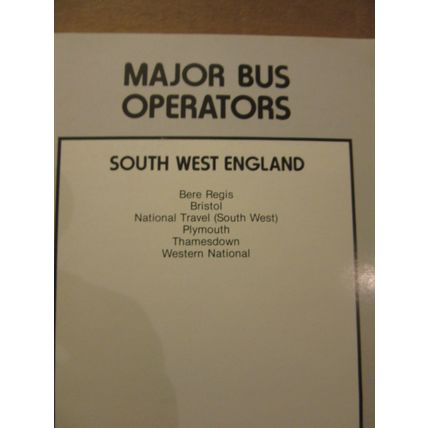 MAJOR BUS
OPERATORS
SOUTH WEST ENGLAND
Bere Regis
Bristol
National Travel (South West)
Plymouth
Thamesdown
Western National